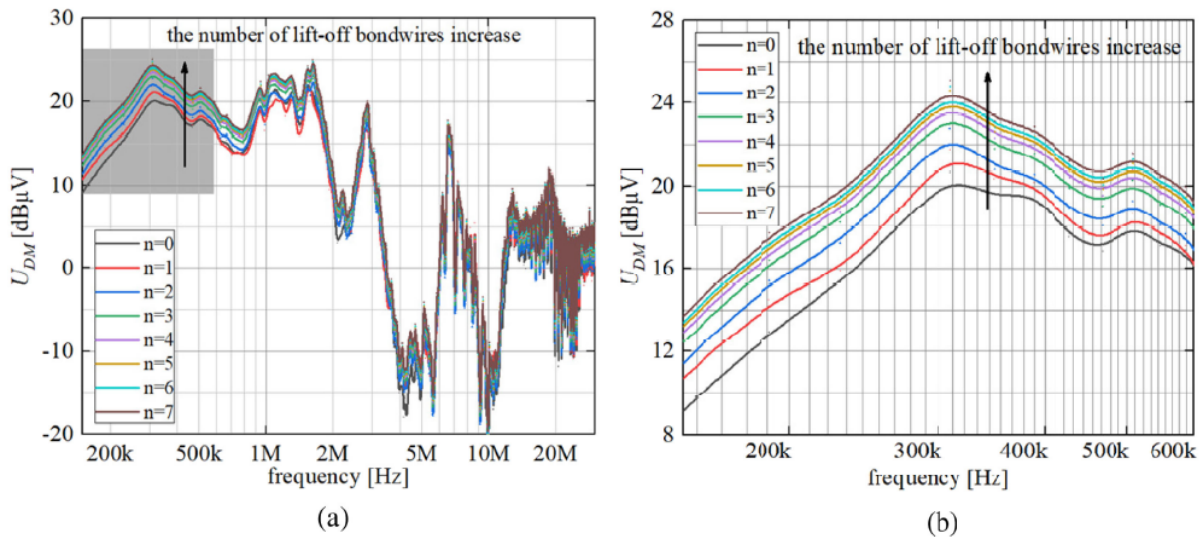 30
20
10
0
-10
-20
U_DM [dBμV]
the number of lift-off bondwires increase
n=0
n=1
n=2
n=3
n=4
n=5
n=6
n=7
200k 500k 1M 2M 5M 10M 20M
frequency [Hz]
(a)
28
24
20
16
12
8
U_DM [dBμV]
the number of lift-off bondwires increase
n=0
n=1
n=2
n=3
n=4
n=5
n=6
n=7
200k 300k 400k 500k 600k
frequency [Hz]
(b)